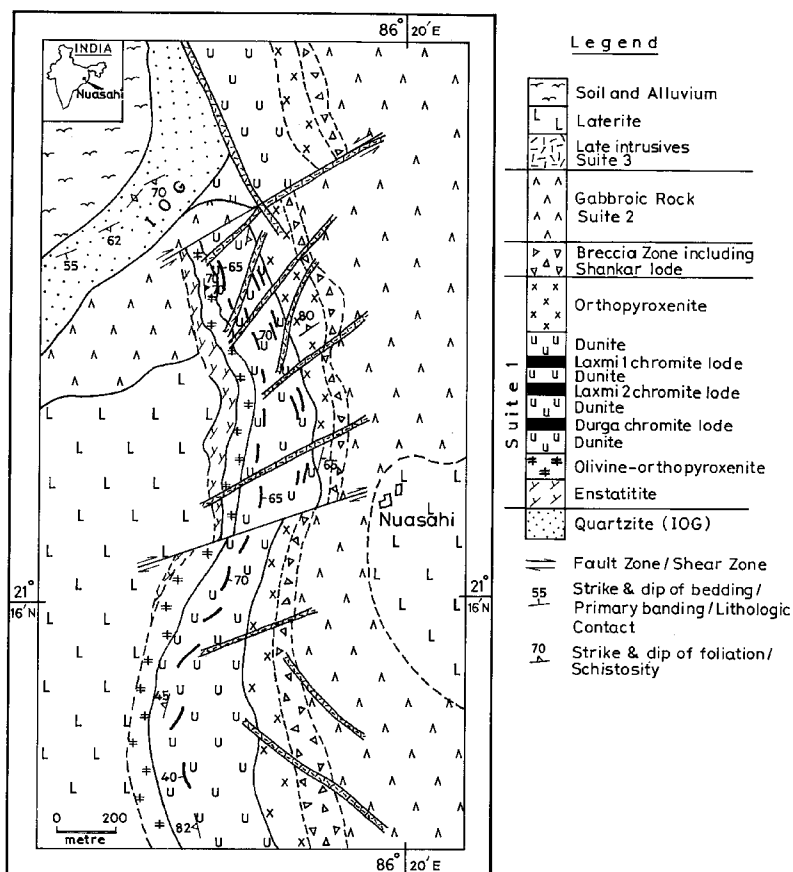 86° 20′E
INDIA
Nuasahi
I O G
70
62
55
65
70
70
80
65
65
Nuasahi
70
21°
16′N
21°
16′N
45
40
82
0 200
metre
86° 20′E
Legend
Soil and Alluvium
Laterite
Late intrusives
Suite 3
Gabbroic Rock
Suite 2
Breccia Zone including
Shankar lode
Orthopyroxenite
Dunite
Laxmi 1 chromite lode
Dunite
Laxmi 2 chromite lode
Dunite
Durga chromite lode
Dunite
Olivine-orthopyroxenite
Enstatitite
Suite 1
Quartzite (IOG)
Fault Zone/Shear Zone
55
Strike & dip of bedding/
Primary banding/Lithologic
Contact
70
Strike & dip of foliation/
Schistosity